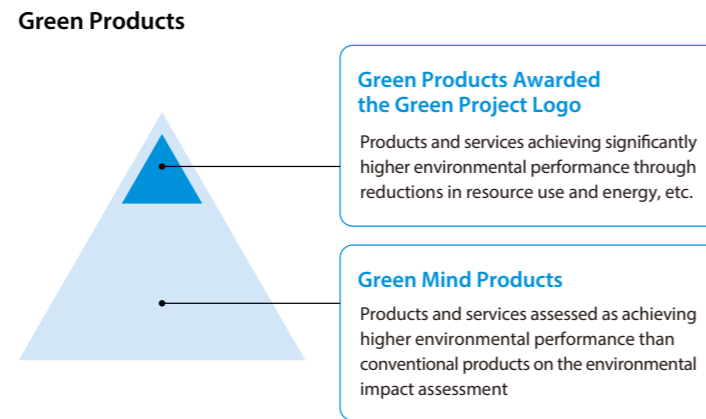 Green Products
Green Products Awarded
the Green Project Logo
Products and services achieving significantly
higher environmental performance through
reductions in resource use and energy, etc.
Green Mind Products
Products and services assessed as achieving
higher environmental performance than
conventional products on the environmental
impact assessment